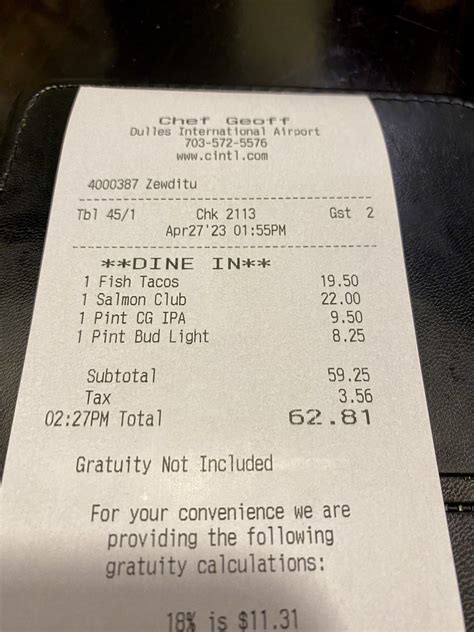 Chef Geoff
Dulles International Airport
703-572-5576
www.cintl.com
4000387 Zewditu
Tbl 45/1 Chk 2113 Gst 2
Apr27'23 01:55PM
**DINE IN**
1 Fish Tacos 19.50
1 Salmon Club 22.00
1 Pint CG IPA 9.50
1 Pint Bud Light 8.25
Subtotal 59.25
Tax 3.56
02:27PM Total 62.81
Gratuity Not Included
For your convenience we are
providing the following
gratuity calculations:
18% is $11.31